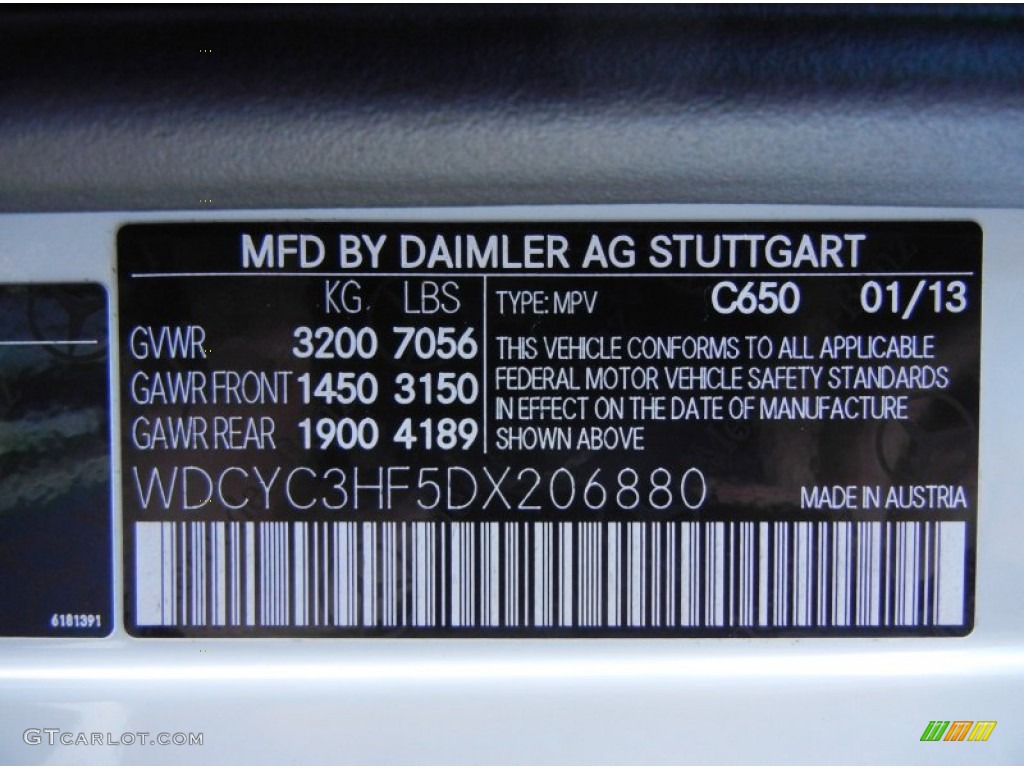 MFD BY DAIMLER AG STUTTGART
KG. LBS
GVWR 3200 7056
GAWR FRONT 1450 3150
GAWR REAR 1900 4189
TYPE: MPV C650 01/13
THIS VEHICLE CONFORMS TO ALL APPLICABLE
FEDERAL MOTOR VEHICLE SAFETY STANDARDS
IN EFFECT ON THE DATE OF MANUFACTURE
SHOWN ABOVE
WDCYC3HF5DX206880
MADE IN AUSTRIA
6181391
GTCARLOT.COM